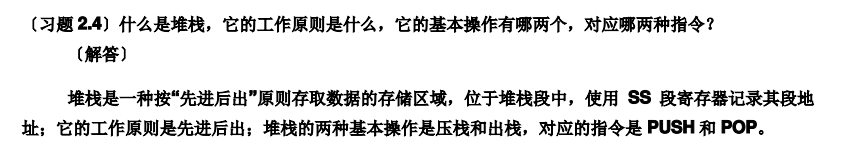 〔习题 2.4〕什么是堆栈，它的工作原则是什么，它的基本操作有哪两个，对应哪两种指令？
〔解答〕
堆栈是一种按“先进后出”原则存取数据的存储区域，位于堆栈段中，使用 SS 段寄存器记录其段地
址；它的工作原则是先进后出；堆栈的两种基本操作是压栈和出栈，对应的指令是 PUSH 和 POP。